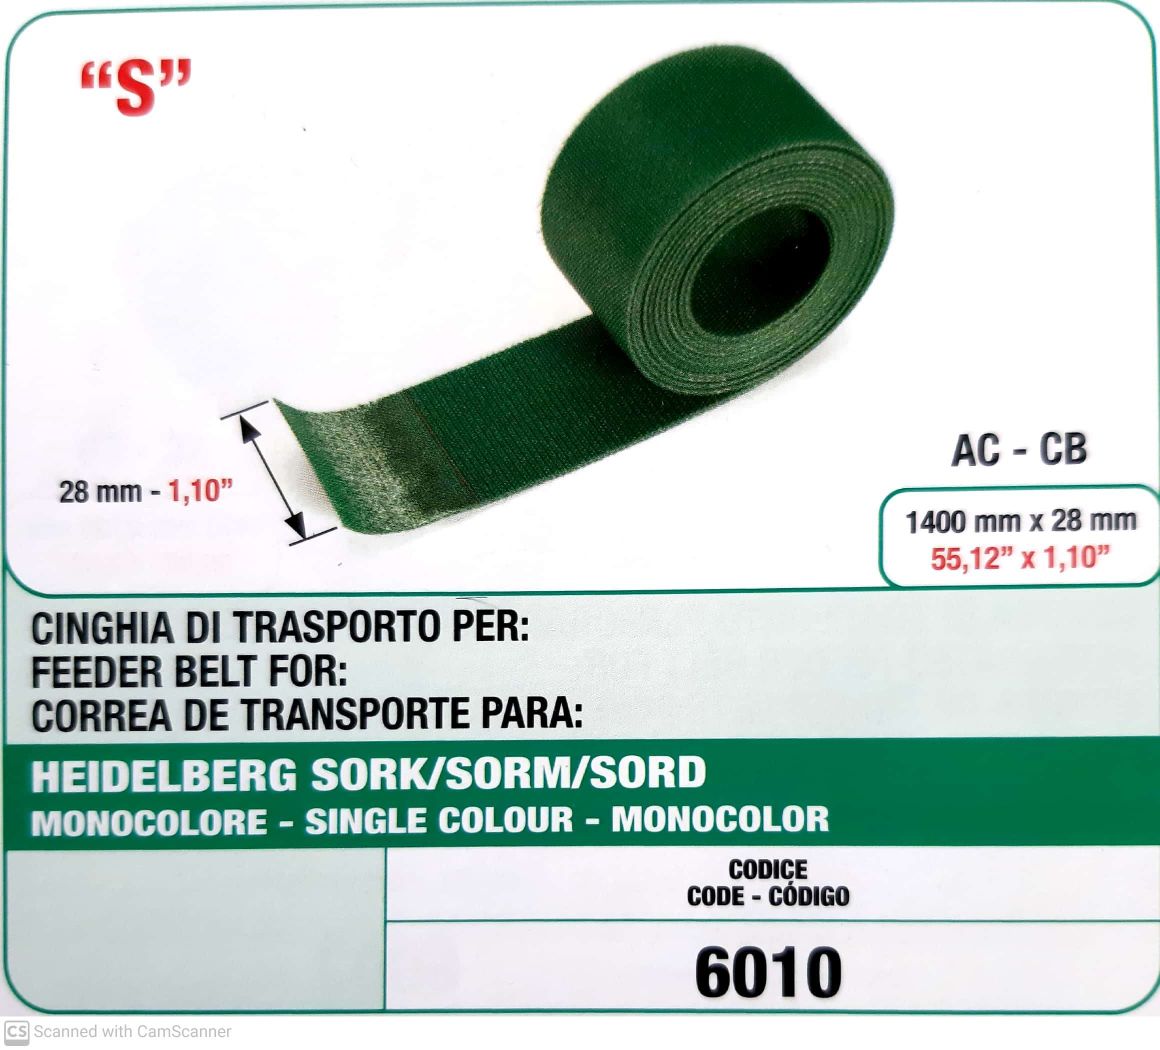 “S”
28 mm - 1,10”
AC - CB
1400 mm x 28 mm
55,12” x 1,10”
CINGHIA DI TRASPORTO PER:
FEEDER BELT FOR:
CORREA DE TRANSPORTE PARA:
HEIDELBERG SORK/SORM/SORD
MONOCOLORE - SINGLE COLOUR - MONOCOLOR
CODICE
CODE - CÓDIGO
6010
CS Scanned with CamScanner